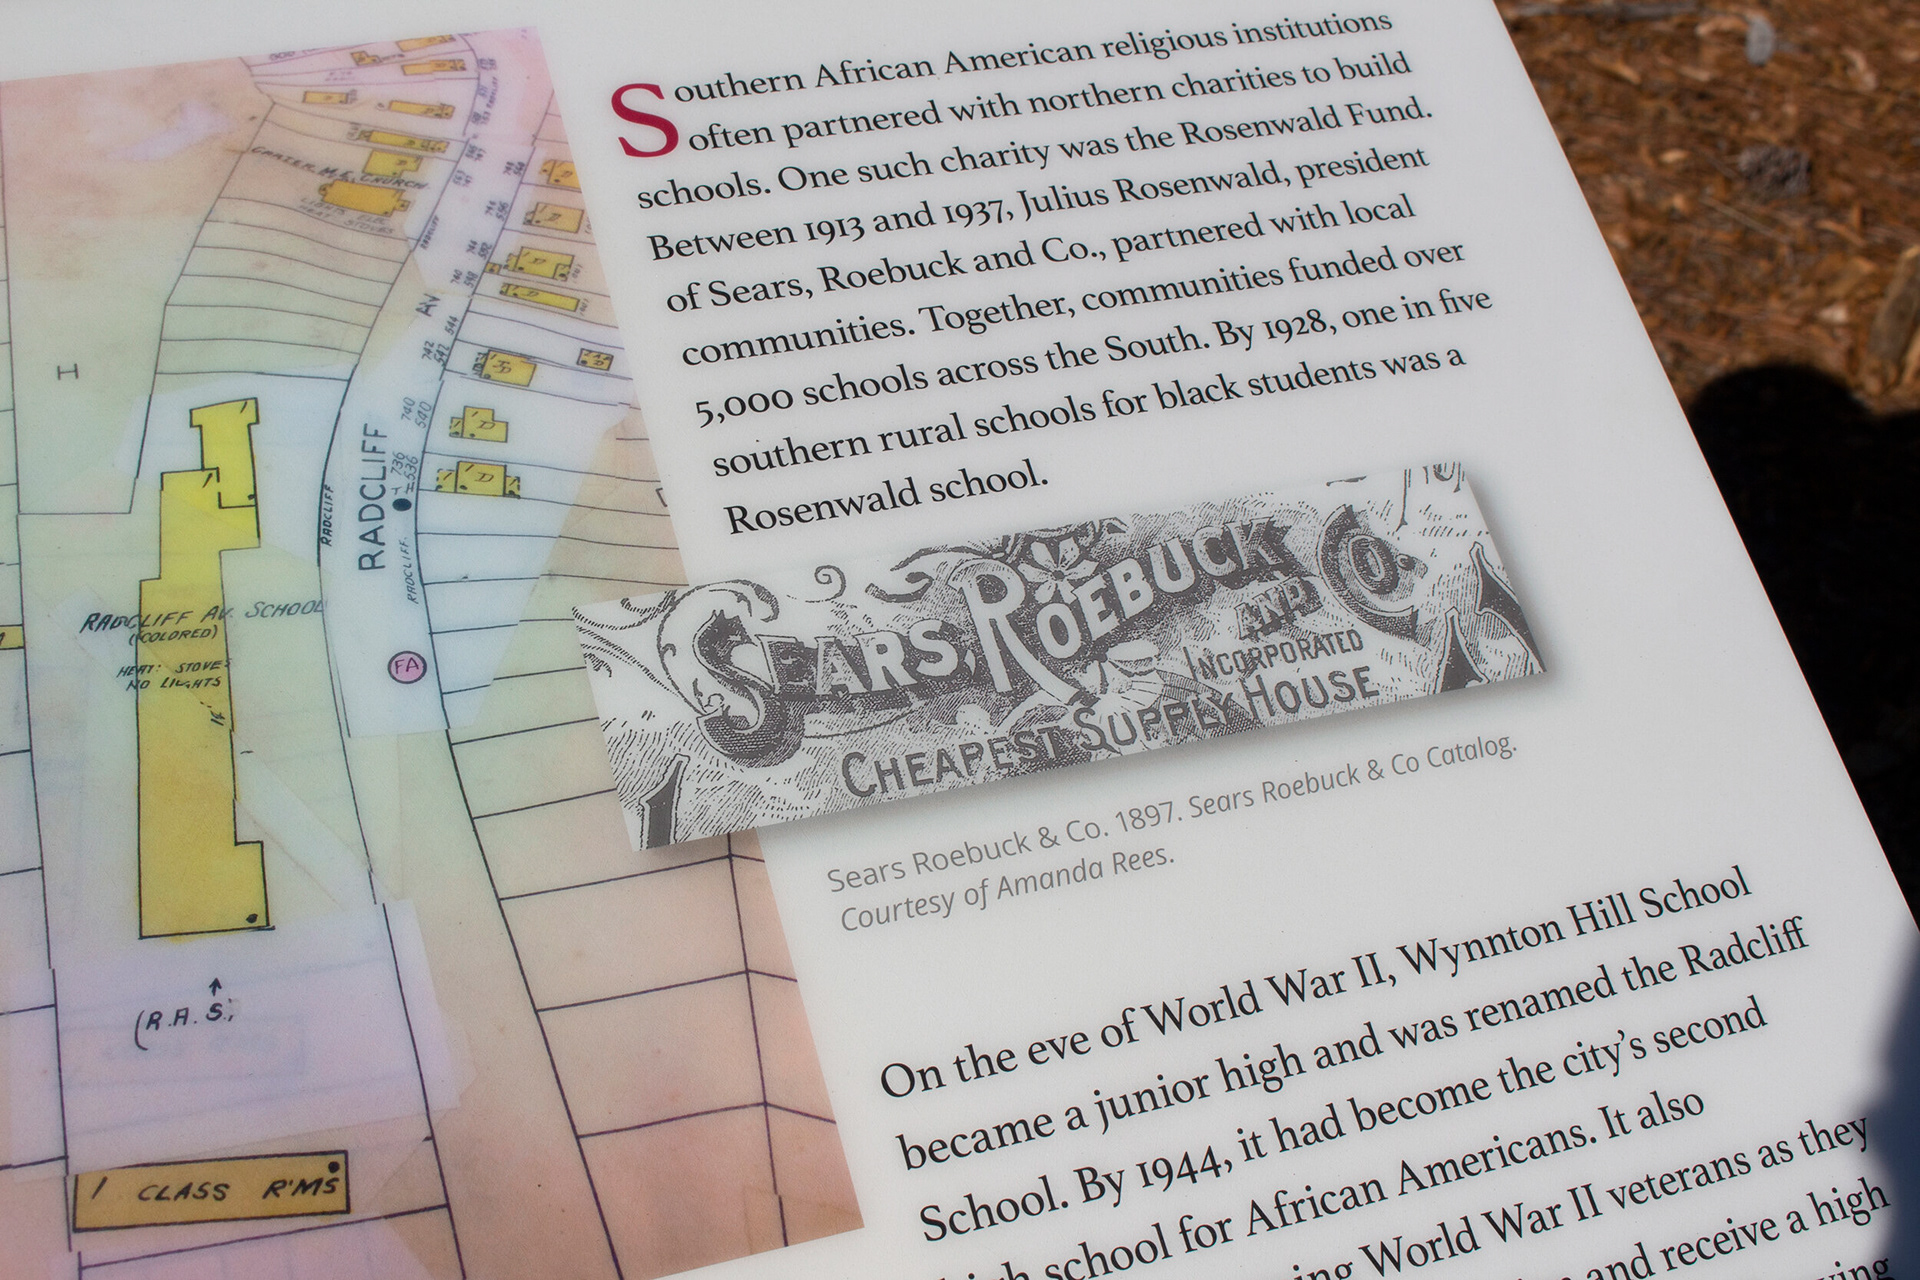 Southern African American religious institutions
often partnered with northern charities to build
schools. One such charity was the Rosenwald Fund.
Between 1913 and 1937, Julius Rosenwald, president
of Sears, Roebuck and Co., partnered with local
communities. Together, communities funded over
5,000 schools across the South. By 1928, one in five
southern rural schools for black students was a
Rosenwald school.
SEARS, ROEBUCK AND CO.
INCORPORATED
CHEAPEST SUPPLY HOUSE
Sears Roebuck & Co. 1897. Sears Roebuck & Co Catalog.
Courtesy of Amanda Rees.
On the eve of World War II, Wynnton Hill School
became a junior high and was renamed the Radcliff
School. By 1944, it had become the city's second
school for African Americans. It also
World War II veterans as they
and receive a high
M.E. CHURCH
AV
H
RADCLIFF
RADCLIFF
RADCLIFF
740
540
736
536
742
544
D
D
D
RADCLIFF AV. SCHOOL
(COLORED)
HEAT: STOVES
NO LIGHTS
FA
(R.A.S.
1 CLASS R'MS